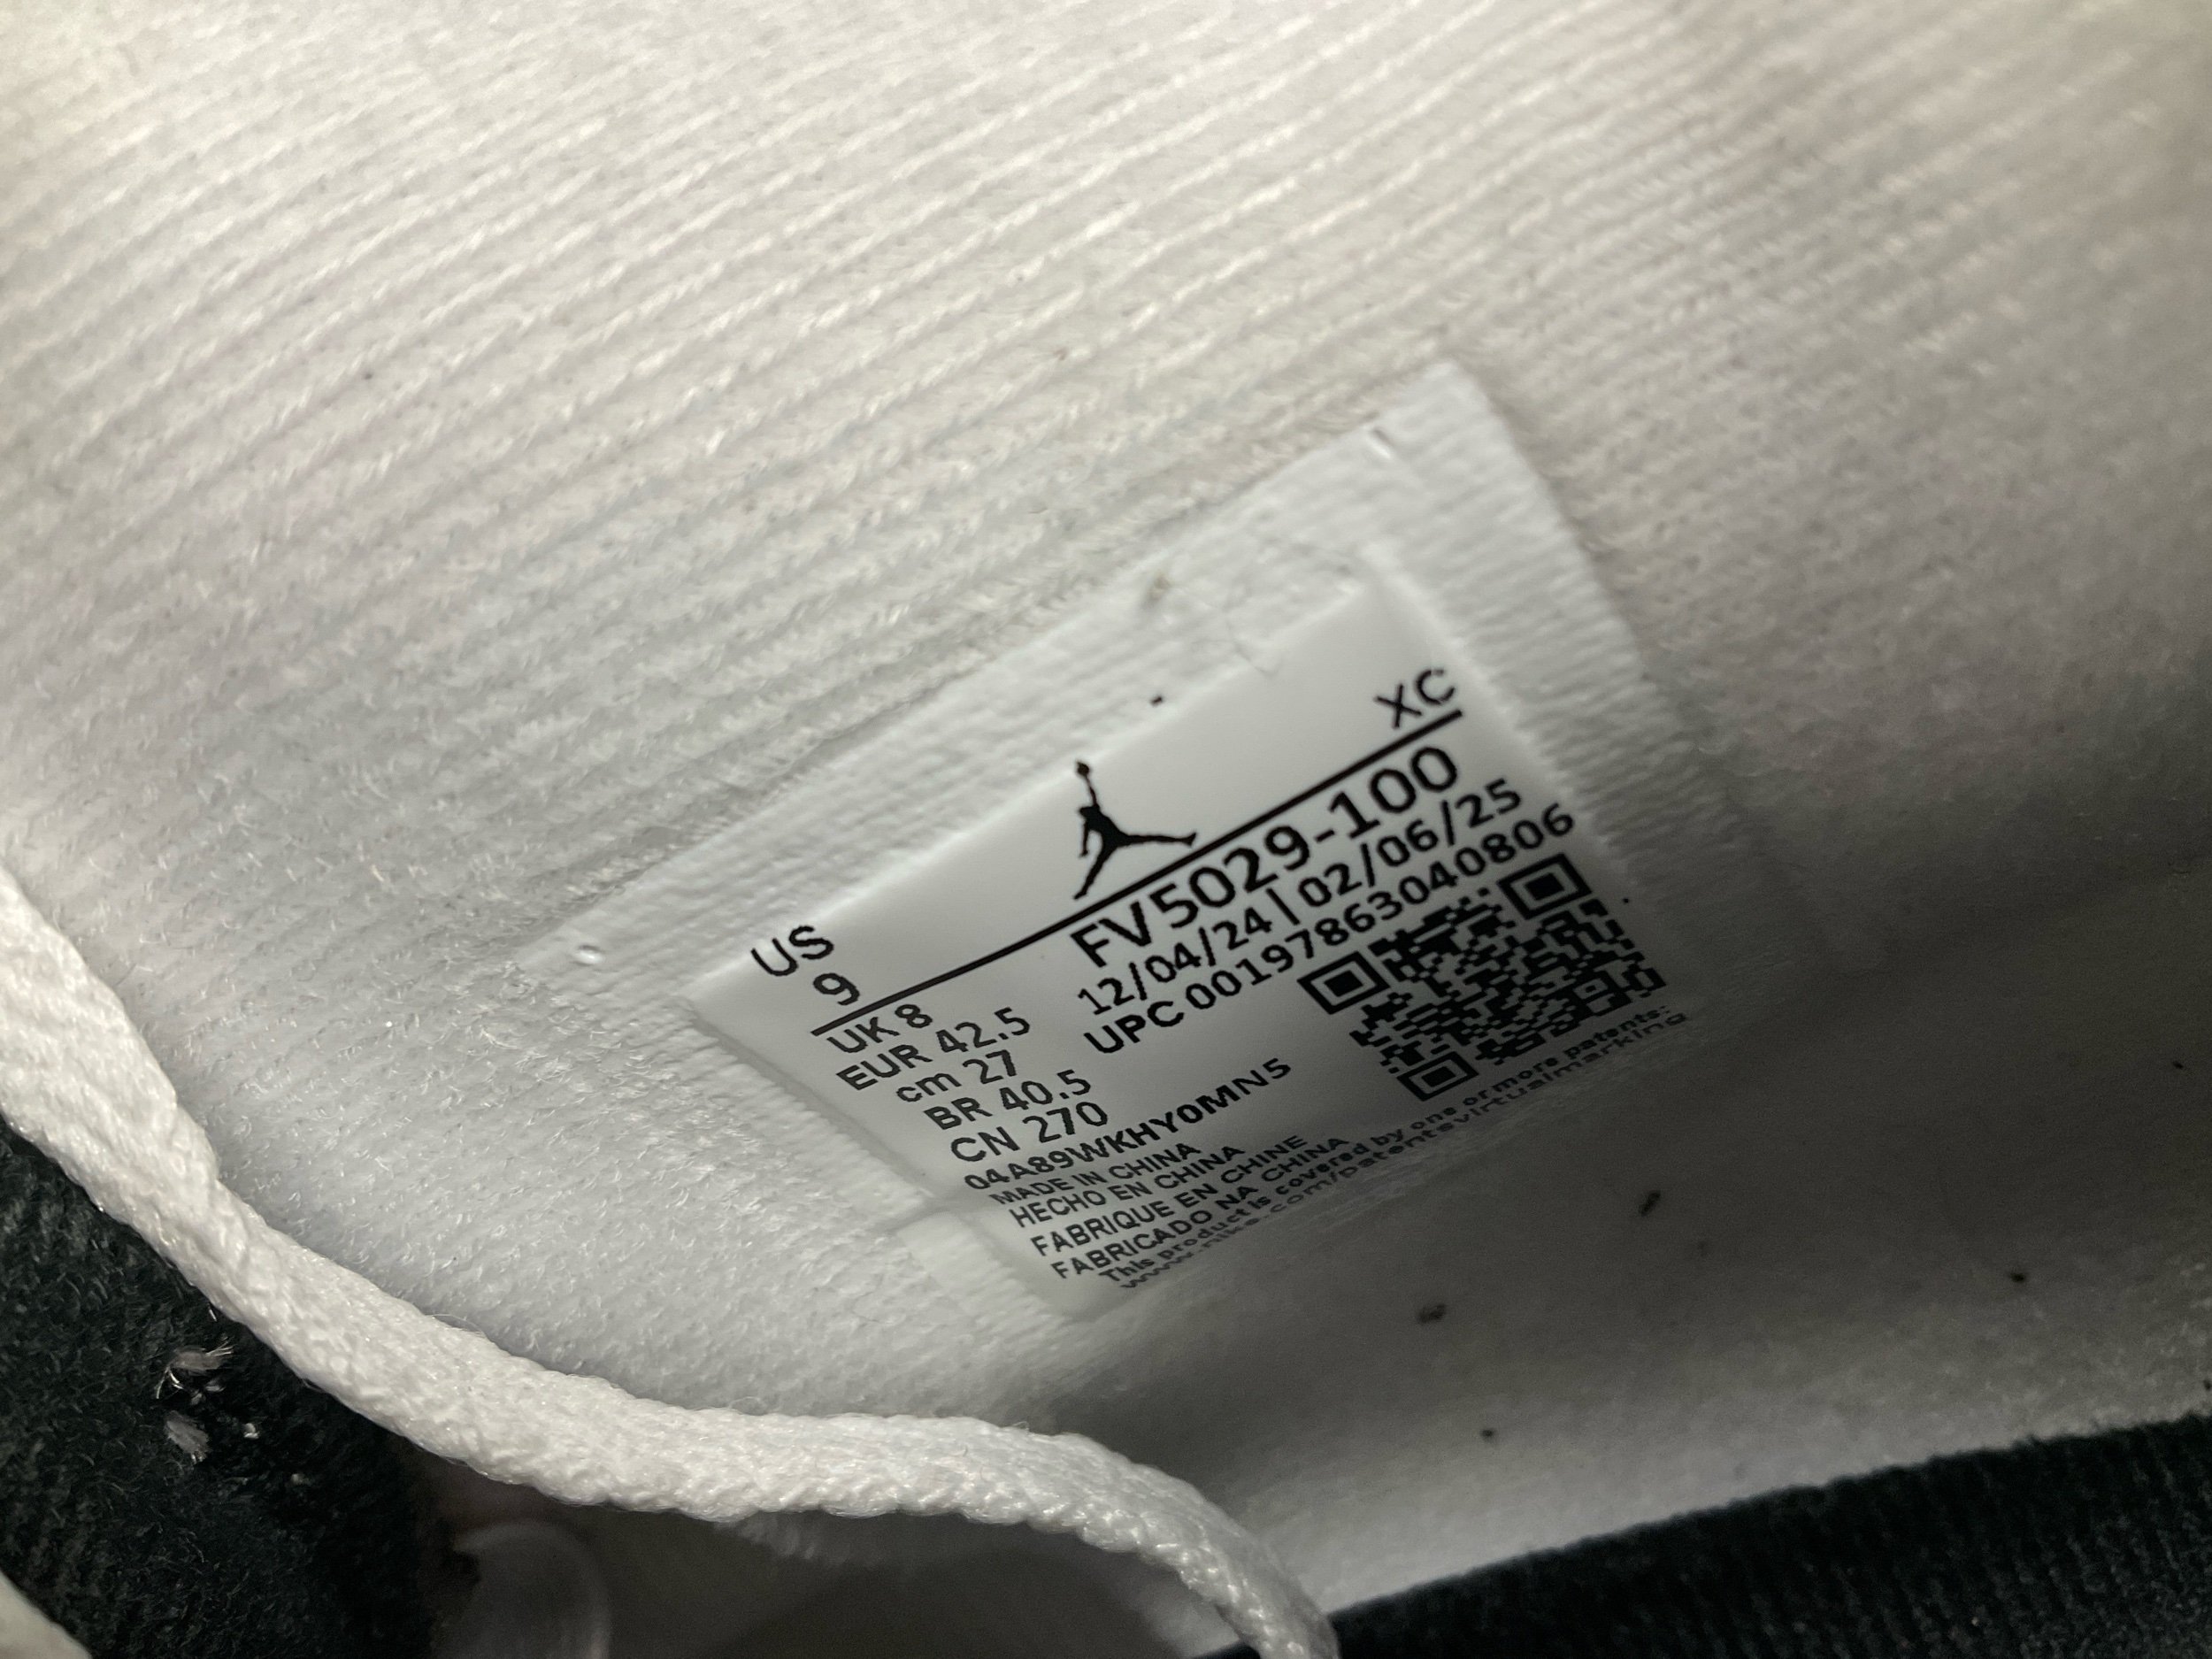 US
9
XC
FV5029-100
12/04/24 | 02/06/25
UPC 00197863040806
UK 8
EUR 42.5
cm 27
BR 40.5
CN 270
04A89WKHY0MN5
MADE IN CHINA
HECHO EN CHINA
FABRIQUE EN CHINE
FABRICADO NA CHINA
This product is covered by one or more patents:
www.nike.com/patentsvirtualmarking